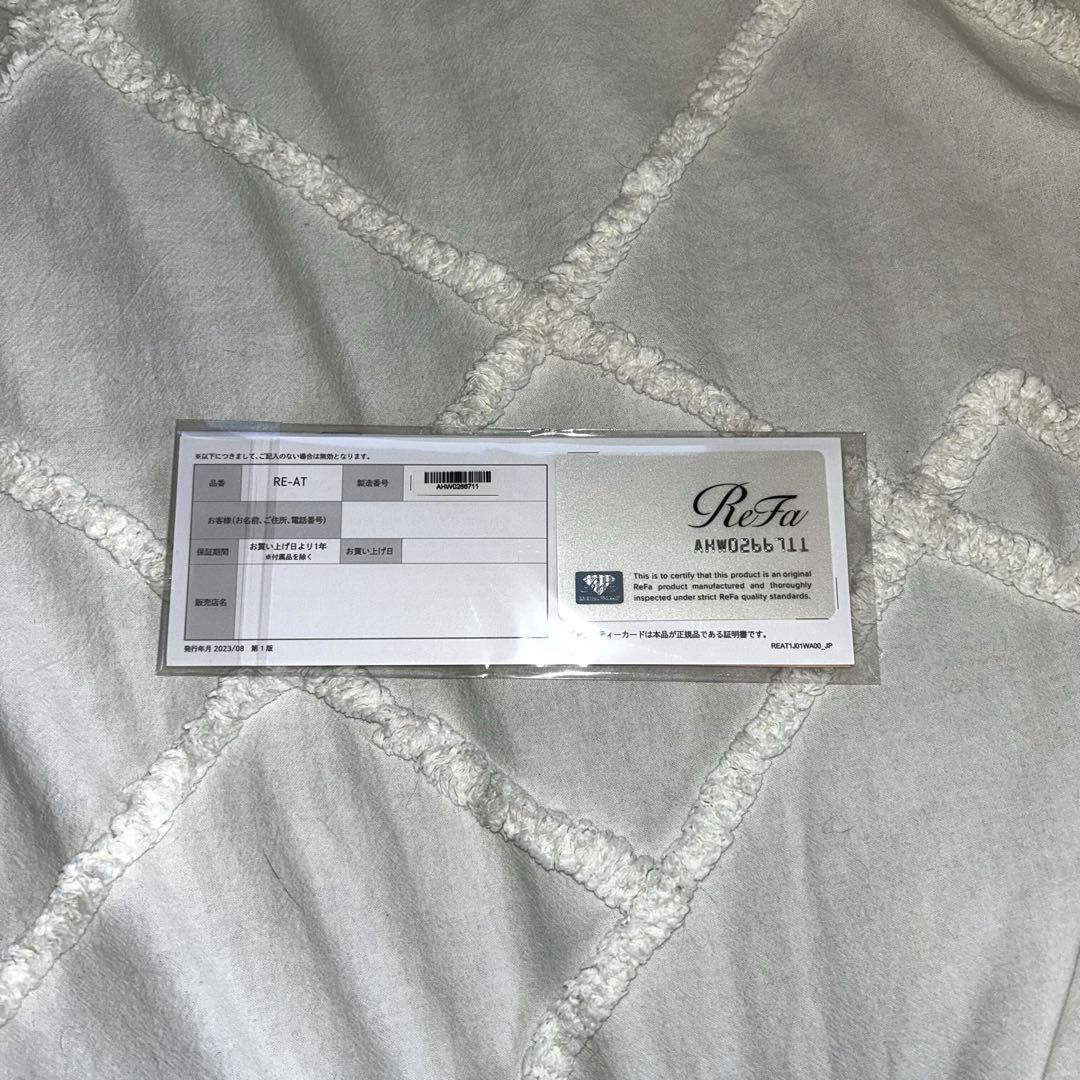 ※以下につきまして、ご記入のない場合は無効となります。
品番
RE-AT
製造番号
AHW0266711
お客様(お名前、ご住所、電話番号)
保証期間
お買い上げ日より1年
※付属品を除く
お買い上げ日
販売店名
発行年月 2023/08 第1版
ReFa
AHW0266711
This is to certify that this product is an original
ReFa product manufactured and thoroughly
inspected under strict ReFa quality standards.
ティーカードは本品が正規品である証明書です。
REAT1J01WA00_JP